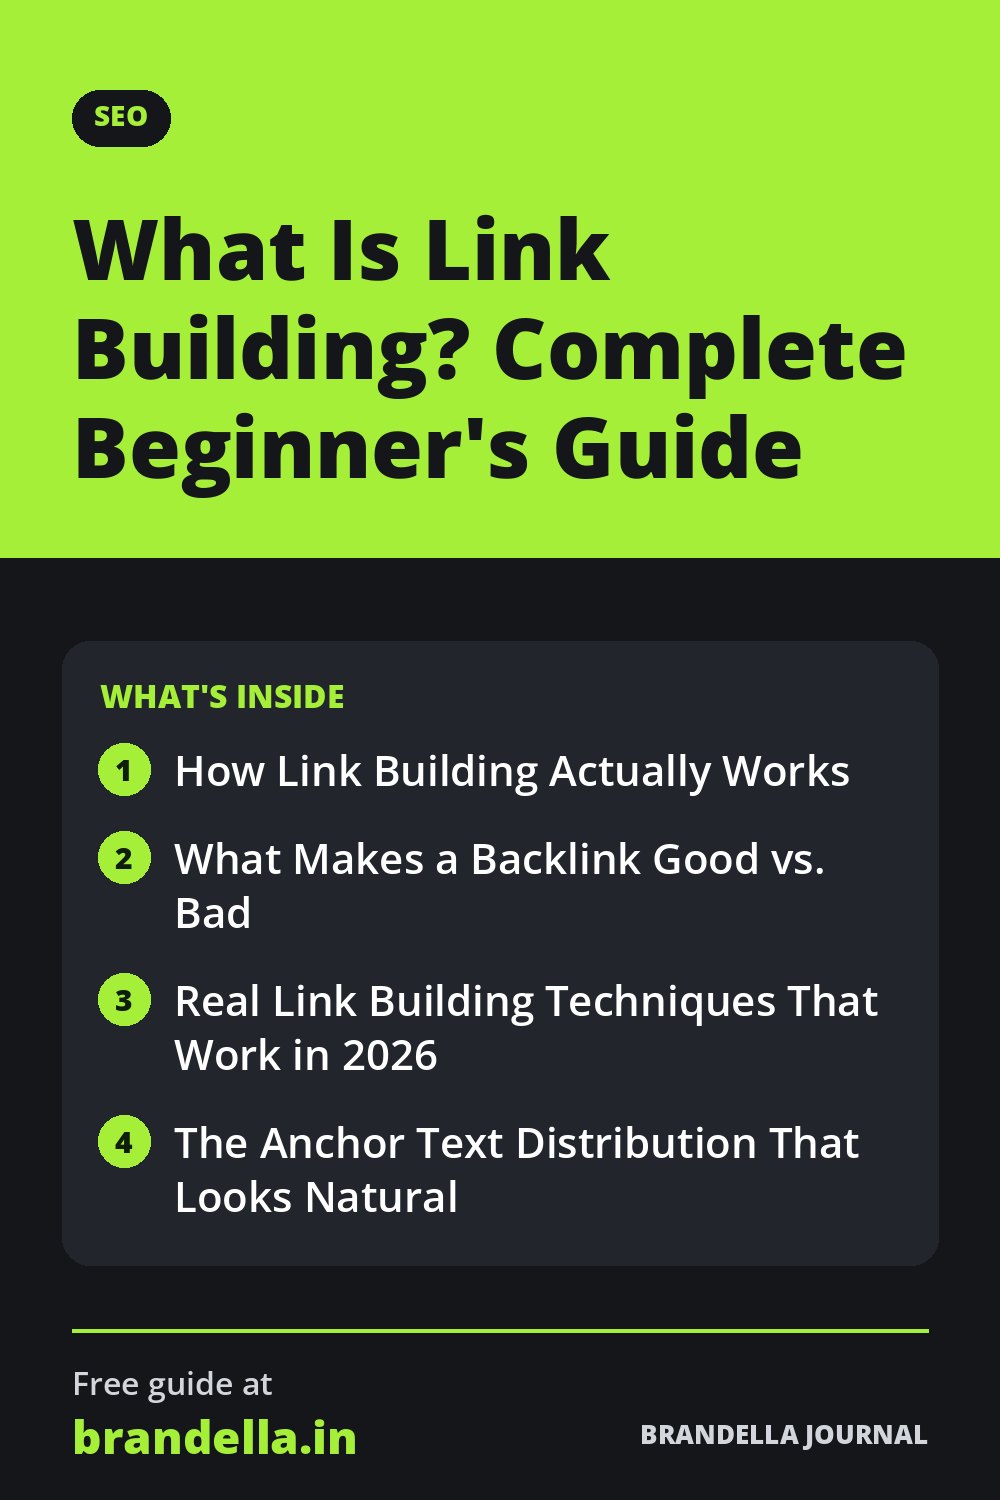 SEO
What Is Link
Building? Complete
Beginner's Guide
WHAT'S INSIDE
1 How Link Building Actually Works
2 What Makes a Backlink Good vs.
Bad
3 Real Link Building Techniques That
Work in 2026
4 The Anchor Text Distribution That
Looks Natural
Free guide at
brandella.in
BRANDELLA JOURNAL